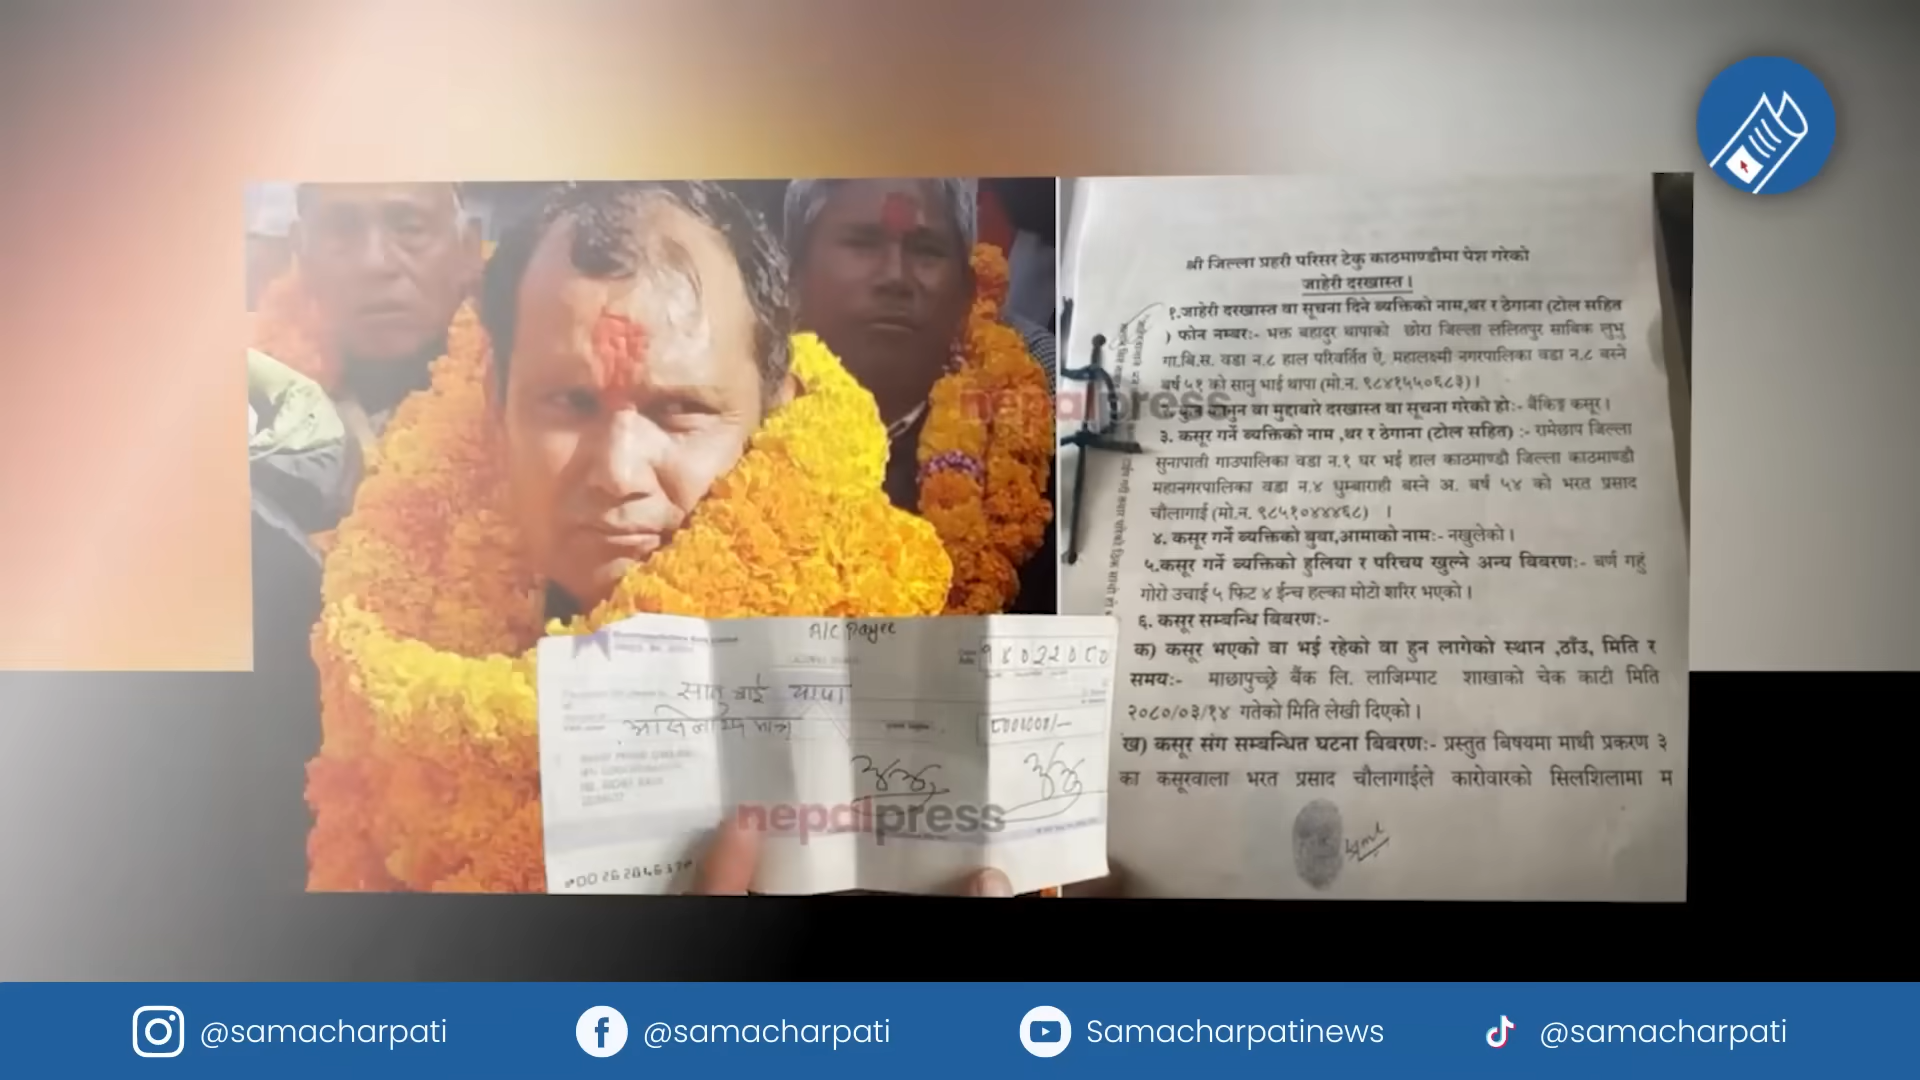 श्री जिल्ला प्रहरी परिसर टेकु काठमाण्डौमा पेश गरेको
जाहेरी दरखास्त ।
१.जाहेरी दरखास्त वा सूचना दिने ब्यक्तिको नाम,थर र ठेगाना (टोल सहित
) फोन नम्बरः- भक्त बहादुर थापाको छोरा जिल्ला ललितपुर साबिक लुभु
गा.बि.स. वडा न.८ हाल परिवर्तित ऐ. महालक्ष्मी नगरपालिका वडा न.८ बस्ने
बर्ष ५१ को सानु भाई थापा (मो.न. ९८४१५५०६८३) ।
वा मुद्दाबारे दरखास्त वा सूचना गरेको होः- बैंकिङ्ग कसूर ।
३. कसूर गर्ने ब्यक्तिको नाम ,थर र ठेगाना (टोल सहित) :- रामेछाप जिल्ला
सुनापाती गाउपालिका वडा न.१ घर भई हाल काठमाण्डौ जिल्ला काठमाण्डौ
महानगरपालिका वडा न.४ धुम्बाराही बस्ने अ. बर्ष ५४ को भरत प्रसाद
चौलागाई (मो.न. ९८५१०४४४६८) ।
४. कसूर गर्ने ब्यक्तिको बुबा,आमाको नामः- नखुलेको ।
५.कसूर गर्ने ब्यक्तिको हुलिया र परिचय खुल्ने अन्य बिबरणः- बर्ण गहुं
गोरो उचाई ५ फिट ४ ईन्च हल्का मोटो शरिर भएको ।
६. कसूर सम्बन्धि बिबरणः-
क) कसूर भएको वा भई रहेको वा हुन लागेको स्थान ,ठाँउ, मिति र
समयः- माछापुच्छ्रे बैंक लि. लाजिम्पाट शाखाको चेक काटी मिति
२०८०/०३/१४ गतेको मिति लेखी दिएको ।
ख) कसूर संग सम्बन्धित घटना बिबरणः- प्रस्तुत बिषयमा माथी प्रकरण ३
का कसूरवाला भरत प्रसाद चौलागाईले कारोवारको सिलशिलामा म
nepalpress
A/C Payee
थापा
nepalpress
@samacharpati
@samacharpati
Samacharpatinews
@samacharpati